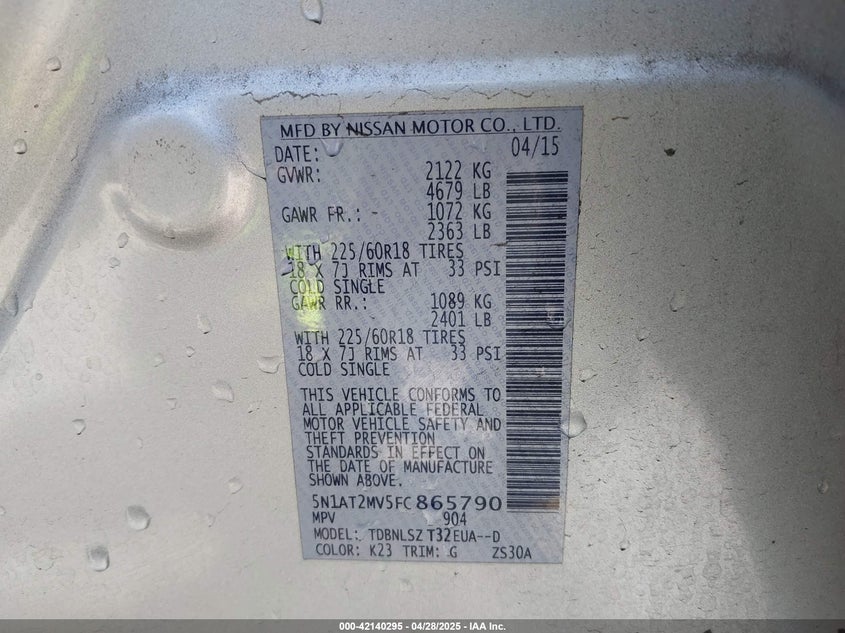 MFD BY NISSAN MOTOR CO., LTD.
DATE: 04/15
GVWR: 2122 KG
4679 LB
GAWR FR.: - 1072 KG
2363 LB
WITH 225/60R18 TIRES
18 X 7J RIMS AT 33 PSI
COLD SINGLE
GAWR RR.: 1089 KG
2401 LB
WITH 225/60R18 TIRES
18 X 7J RIMS AT 33 PSI
COLD SINGLE
THIS VEHICLE CONFORMS TO
ALL APPLICABLE FEDERAL
MOTOR VEHICLE SAFETY AND
THEFT PREVENTION
STANDARDS IN EFFECT ON
THE DATE OF MANUFACTURE
SHOWN ABOVE.
5N1AT2MV5FC865790
MPV 904
MODEL: TDBNLSZ T32EUA--D
COLOR: K23 TRIM: G ZS30A
000-42140295 - 04/28/2025 - IAA Inc.